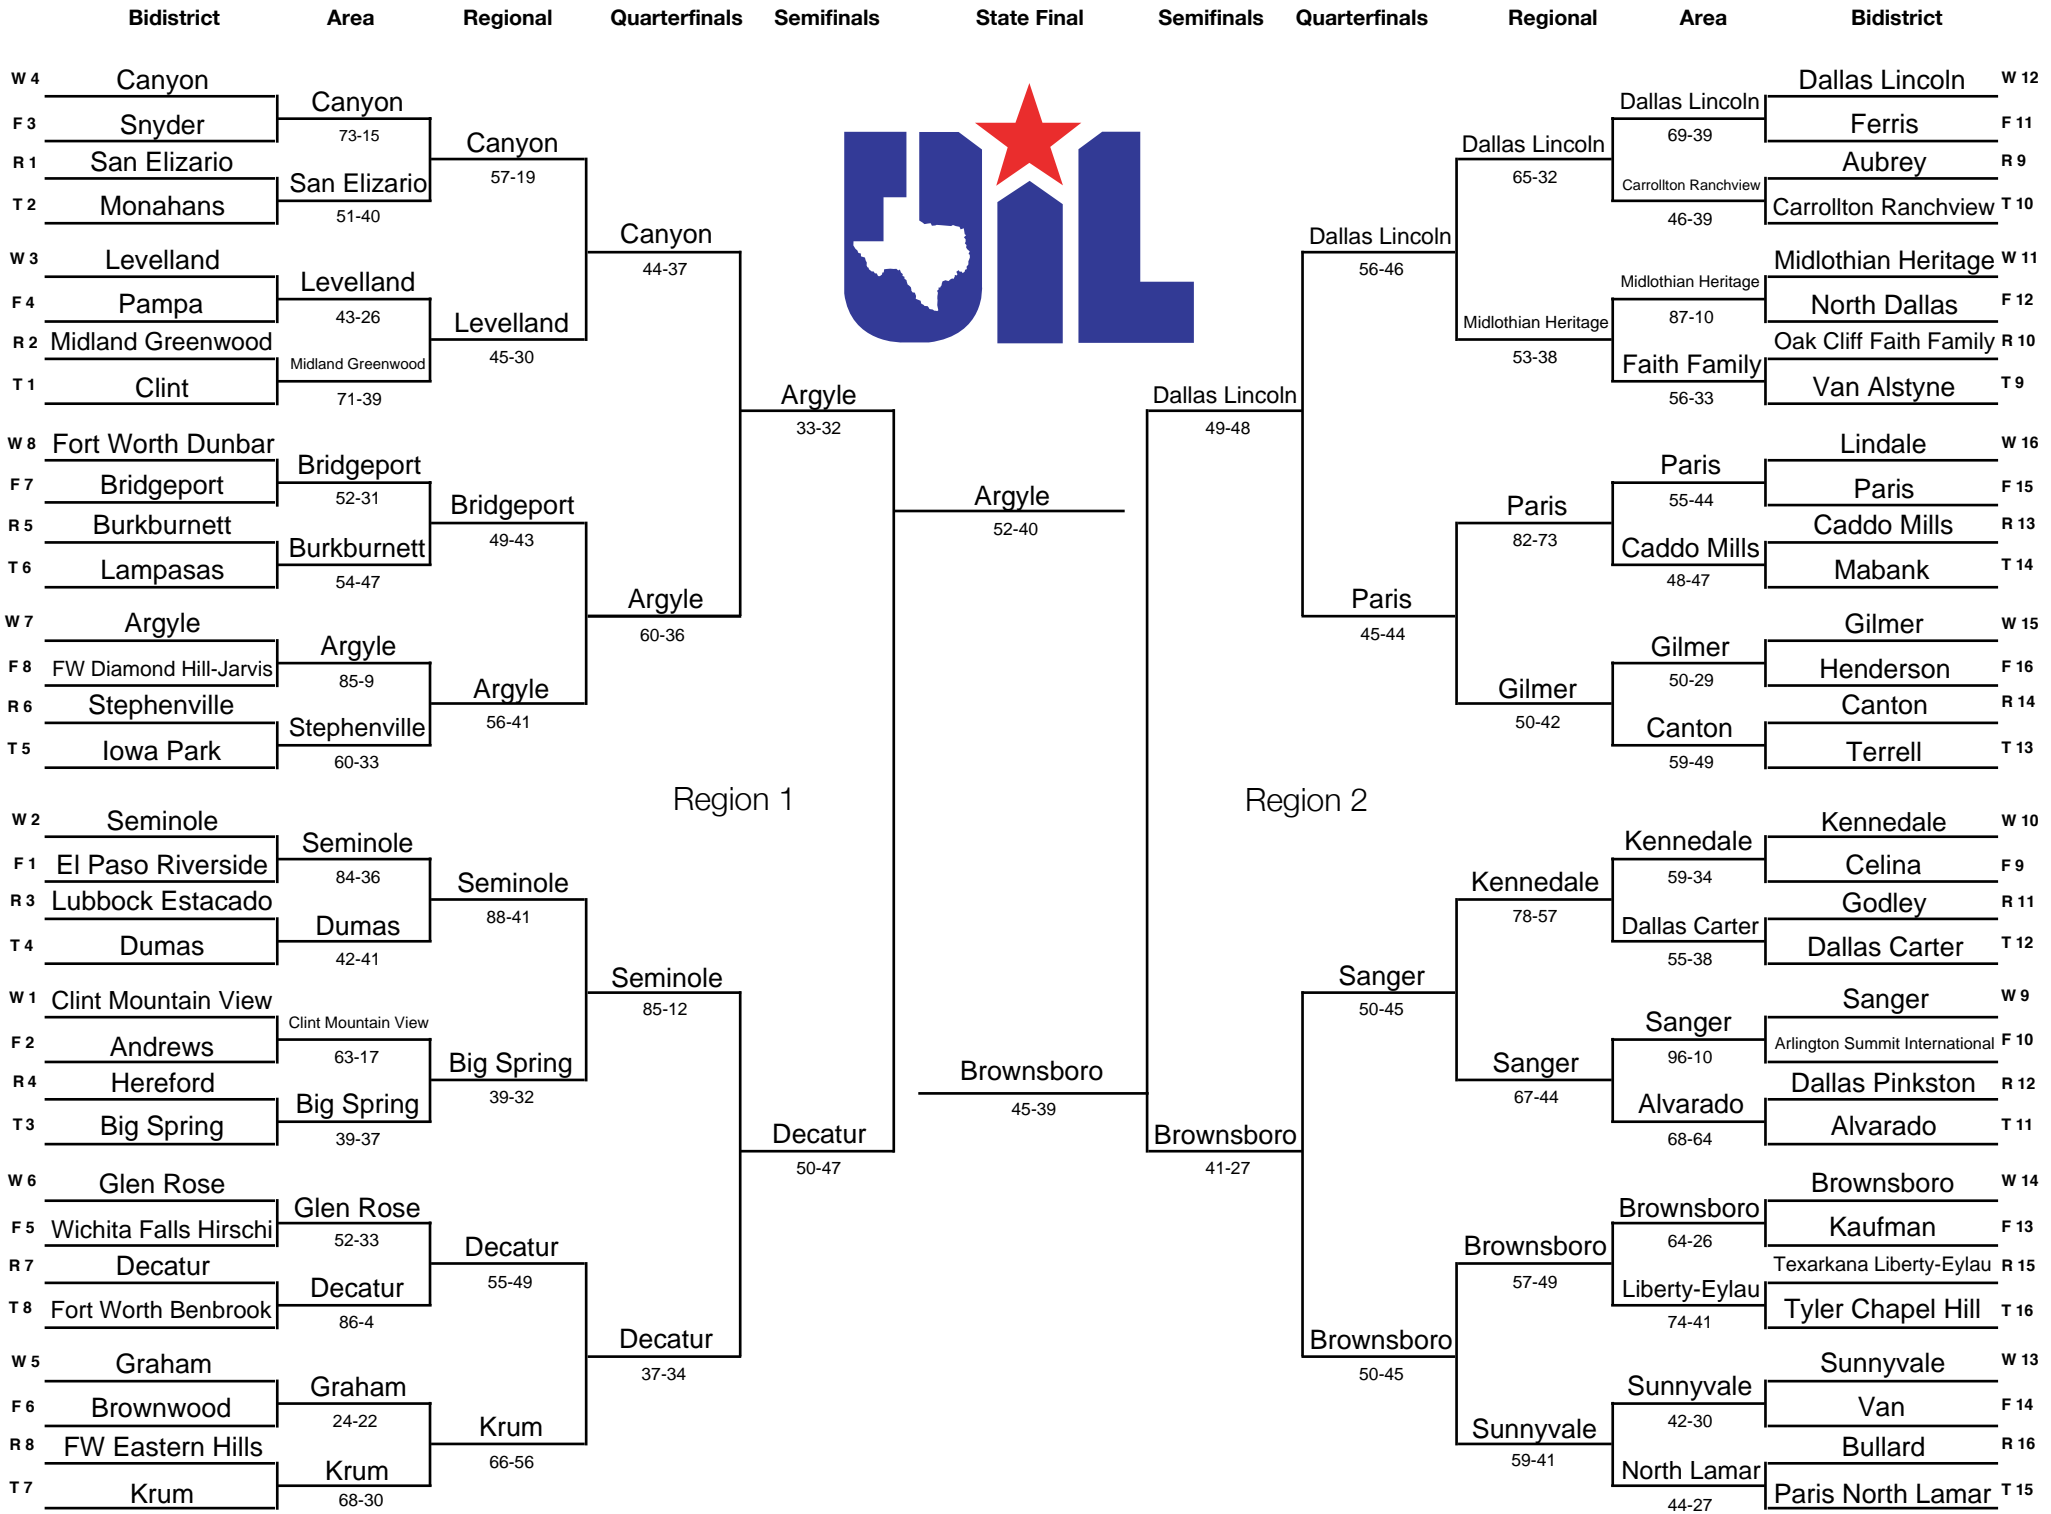 Bidistrict Area Regional Quarterfinals Semifinals State Final Semifinals Quarterfinals Regional Area Bidistrict
W 4 Canyon
F 3 Snyder
Canyon
73-15
R 1 San Elizario
T 2 Monahans
San Elizario
51-40
Canyon
57-19
W 3 Levelland
F 4 Pampa
Levelland
43-26
R 2 Midland Greenwood
T 1 Clint
Midland Greenwood
71-39
Levelland
45-30
Canyon
44-37
W 8 Fort Worth Dunbar
F 7 Bridgeport
Bridgeport
52-31
R 5 Burkburnett
T 6 Lampasas
Burkburnett
54-47
Bridgeport
49-43
W 7 Argyle
F 8 FW Diamond Hill-Jarvis
Argyle
85-9
R 6 Stephenville
T 5 Iowa Park
Stephenville
60-33
Argyle
56-41
Argyle
60-36
Argyle
33-32
Region 1
W 2 Seminole
F 1 El Paso Riverside
Seminole
84-36
R 3 Lubbock Estacado
T 4 Dumas
Dumas
42-41
Seminole
88-41
W 1 Clint Mountain View
F 2 Andrews
Clint Mountain View
63-17
R 4 Hereford
T 3 Big Spring
Big Spring
39-37
Big Spring
39-32
Seminole
85-12
W 6 Glen Rose
F 5 Wichita Falls Hirschi
Glen Rose
52-33
R 7 Decatur
T 8 Fort Worth Benbrook
Decatur
86-4
Decatur
55-49
W 5 Graham
F 6 Brownwood
Graham
24-22
R 8 FW Eastern Hills
T 7 Krum
Krum
68-30
Krum
66-56
Decatur
37-34
Decatur
50-47
UIL
Argyle
52-40
Brownsboro
45-39
Dallas Lincoln W 12
Ferris F 11
Dallas Lincoln
69-39
Aubrey R 9
Carrollton Ranchview T 10
Carrollton Ranchview
46-39
Dallas Lincoln
65-32
Midlothian Heritage W 11
North Dallas F 12
Midlothian Heritage
87-10
Oak Cliff Faith Family R 10
Van Alstyne T 9
Faith Family
56-33
Midlothian Heritage
53-38
Dallas Lincoln
56-46
Lindale W 16
Paris F 15
Paris
55-44
Caddo Mills R 13
Mabank T 14
Caddo Mills
48-47
Paris
82-73
Gilmer W 15
Henderson F 16
Gilmer
50-29
Canton R 14
Terrell T 13
Canton
59-49
Gilmer
50-42
Paris
45-44
Dallas Lincoln
49-48
Region 2
Kennedale W 10
Celina F 9
Kennedale
59-34
Godley R 11
Dallas Carter T 12
Dallas Carter
55-38
Kennedale
78-57
Sanger W 9
Arlington Summit International F 10
Sanger
96-10
Dallas Pinkston R 12
Alvarado T 11
Alvarado
68-64
Sanger
67-44
Sanger
50-45
Brownsboro W 14
Kaufman F 13
Brownsboro
64-26
Texarkana Liberty-Eylau R 15
Tyler Chapel Hill T 16
Liberty-Eylau
74-41
Brownsboro
57-49
Sunnyvale W 13
Van F 14
Sunnyvale
42-30
Bullard R 16
Paris North Lamar T 15
North Lamar
44-27
Sunnyvale
59-41
Brownsboro
50-45
Brownsboro
41-27